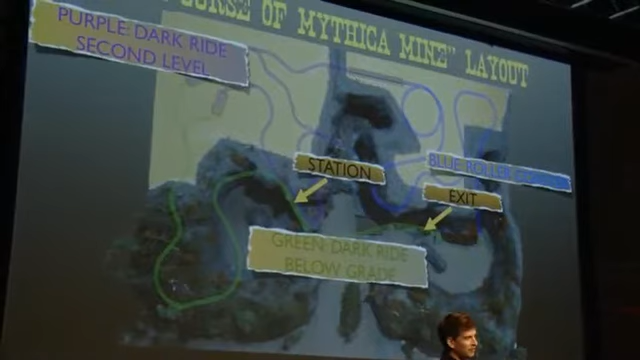 CURSE OF MYTHICA MINE" LAYOUT
PURPLE: DARK RIDE
SECOND LEVEL
STATION
BLUE ROLLER
EXIT
GREEN: DARK RIDE
BELOW GRADE